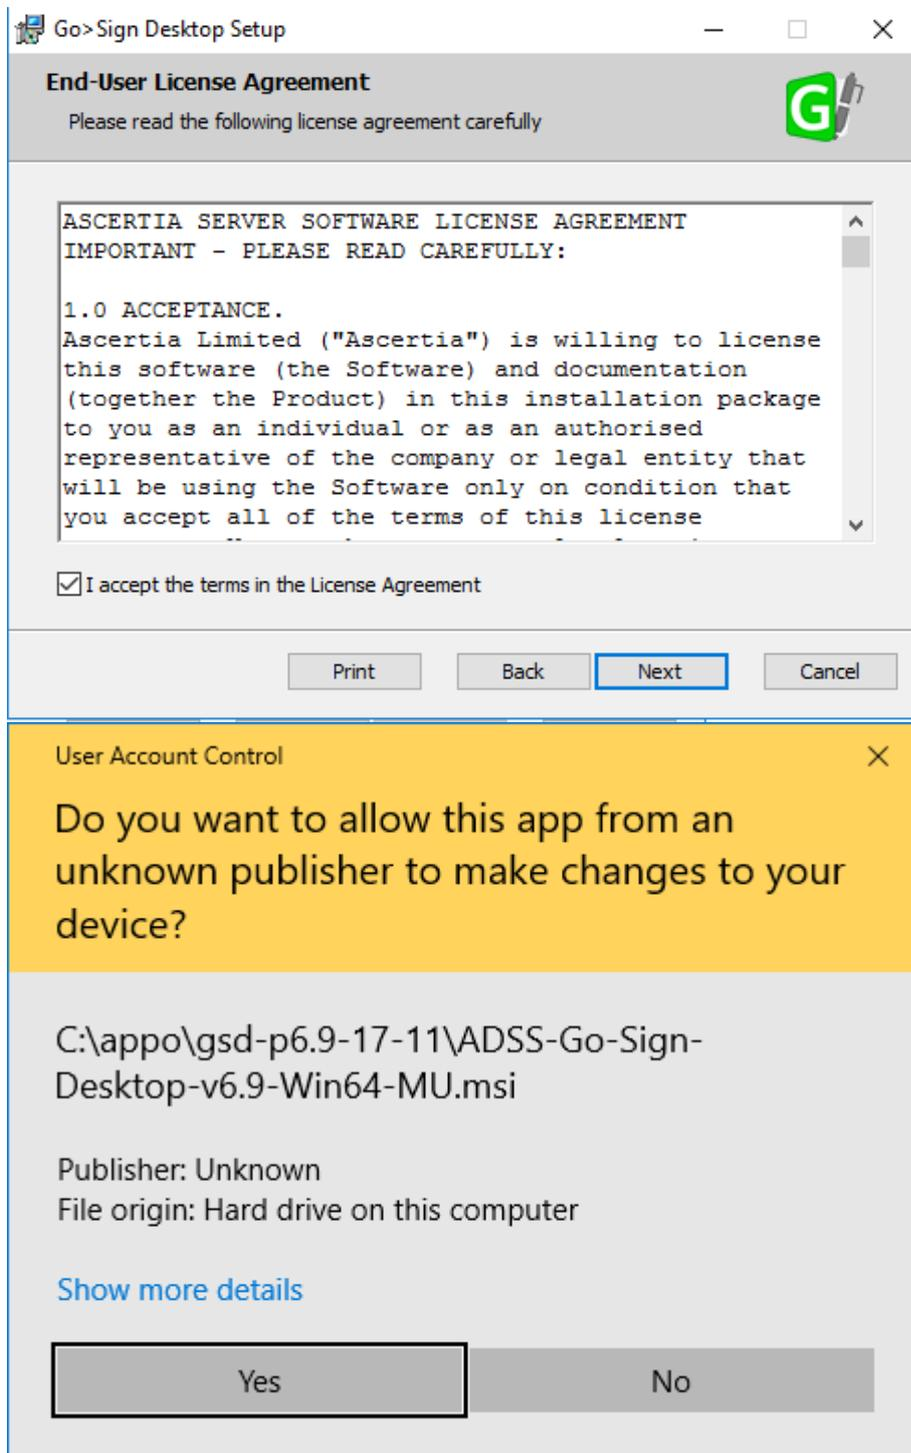 Go>Sign Desktop Setup
End-User License Agreement
Please read the following license agreement carefully
G
ASCERTIA SERVER SOFTWARE LICENSE AGREEMENT
IMPORTANT - PLEASE READ CAREFULLY:
1.0 ACCEPTANCE.
Ascertia Limited ("Ascertia") is willing to license
this software (the Software) and documentation
(together the Product) in this installation package
to you as an individual or as an authorised
representative of the company or legal entity that
will be using the Software only on condition that
you accept all of the terms of this license
I accept the terms in the License Agreement
Print Back Next Cancel
User Account Control
Do you want to allow this app from an
unknown publisher to make changes to your
device?
C:\appo\gsd-p6.9-17-11\ADSS-Go-Sign-
Desktop-v6.9-Win64-MU.msi
Publisher: Unknown
File origin: Hard drive on this computer
Show more details
Yes No